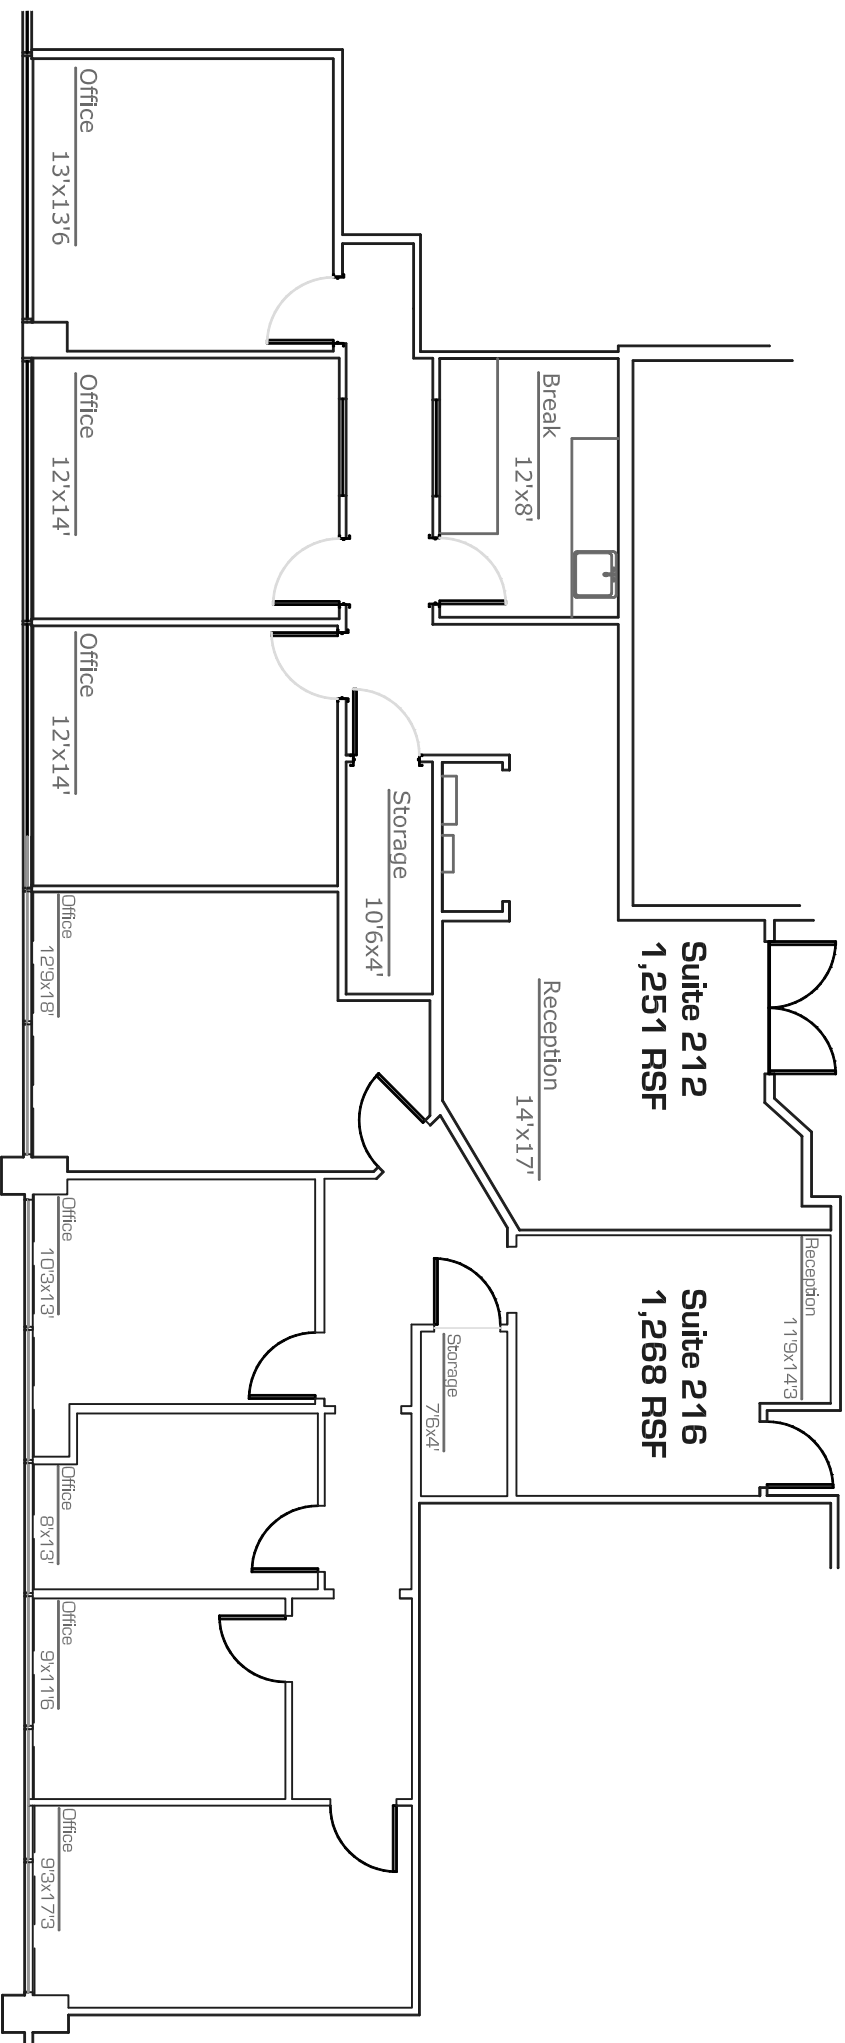 Office
13'x13'6
Office
12'x14'
Break
12'x8'
Office
12'x14'
Storage
10'6x4'
Suite 212
1,251 RSF
Reception
14'x17'
Office
12'9x18'
Office
10'3x13'
Reception
11'9x14'3
Suite 216
1,268 RSF
Storage
7'6x4'
Office
8'x13'
Office
9'x11'6
Office
9'3x17'3